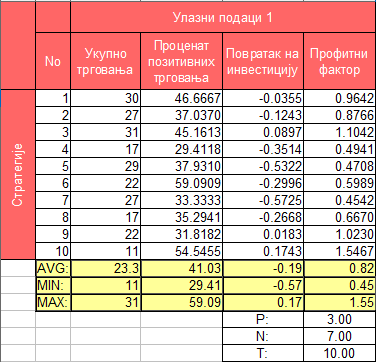 Улазни подаци 1
No Укупно трговања Проценат позитивних трговања Повратак на инвестицију Профитни фактор
Стратегије
1 30 46.6667 -0.0355 0.9642
2 27 37.0370 -0.1243 0.8766
3 31 45.1613 0.0897 1.1042
4 17 29.4118 -0.3514 0.4941
5 29 37.9310 -0.5322 0.4708
6 22 59.0909 -0.2996 0.5989
7 27 33.3333 -0.5725 0.4542
8 17 35.2941 -0.2668 0.6670
9 22 31.8182 0.0183 1.0230
10 11 54.5455 0.1743 1.5467
AVG: 23.3 41.03 -0.19 0.82
MIN: 11 29.41 -0.57 0.45
MAX: 31 59.09 0.17 1.55
P: 3.00
N: 7.00
T: 10.00